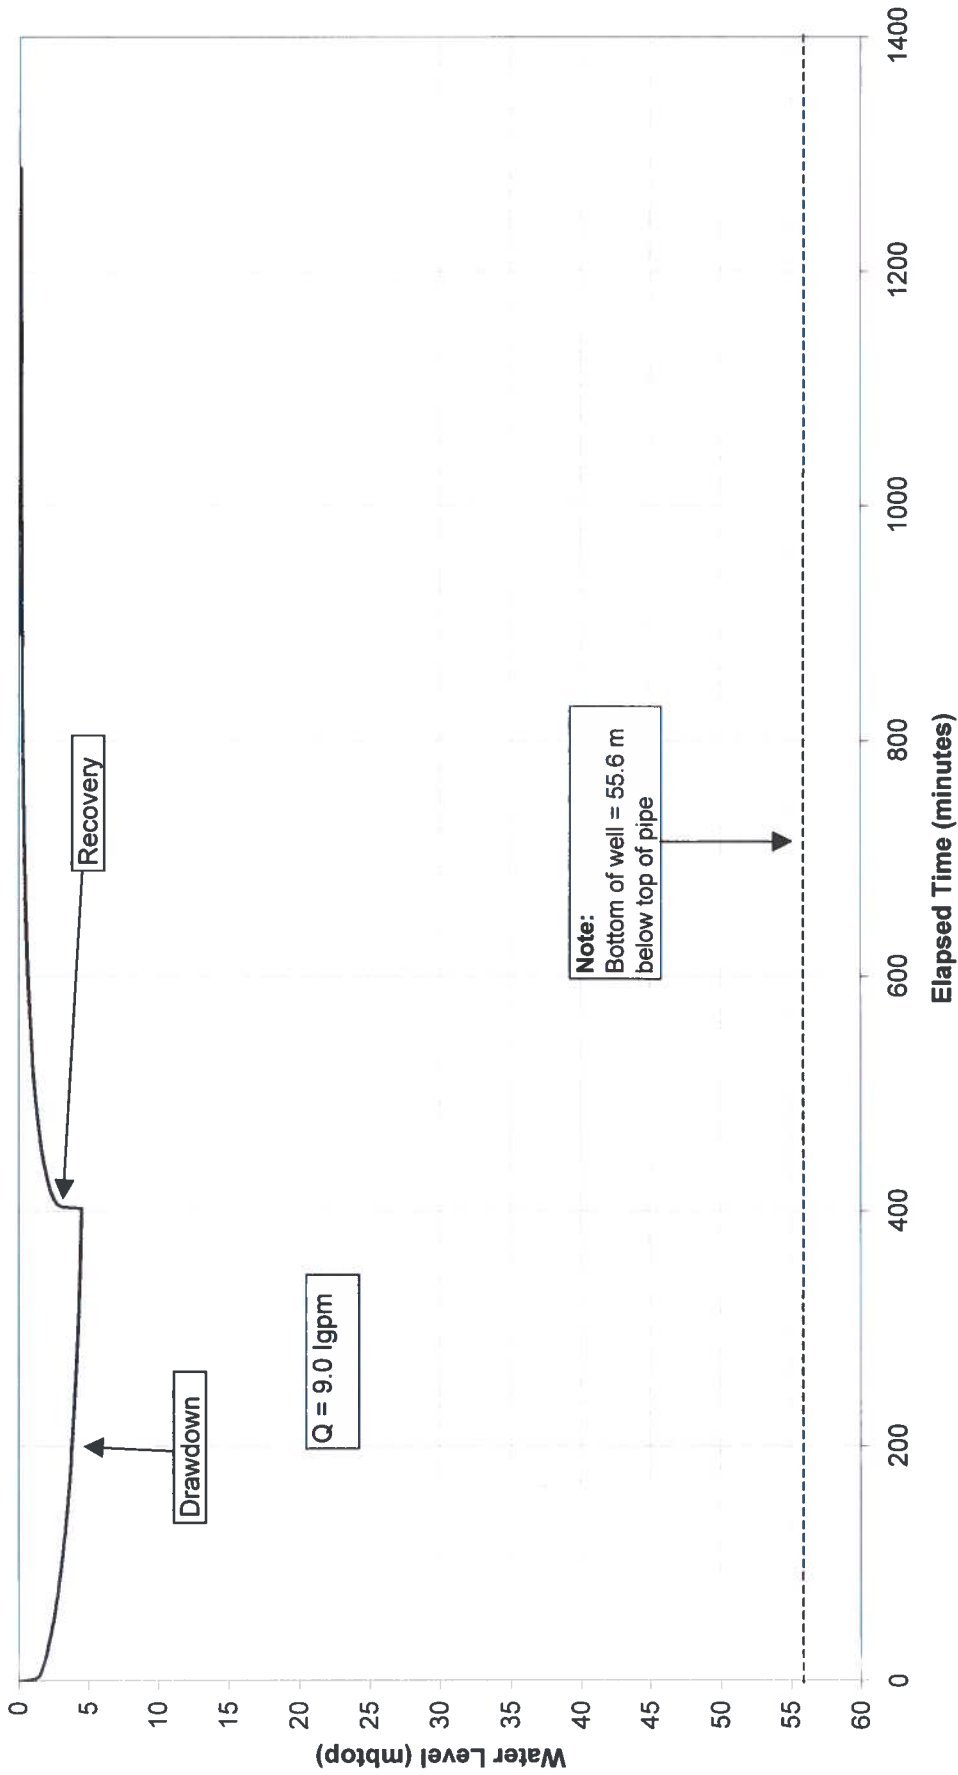 0
5
10
15
20
25
30
35
40
45
50
55
60
Water Level (mbtop)
Drawdown
Recovery
Q = 9.0 Igpm
Note:
Bottom of well = 55.6 m
below top of pipe
0
200
400
600
800
1000
1200
1400
Elapsed Time (minutes)